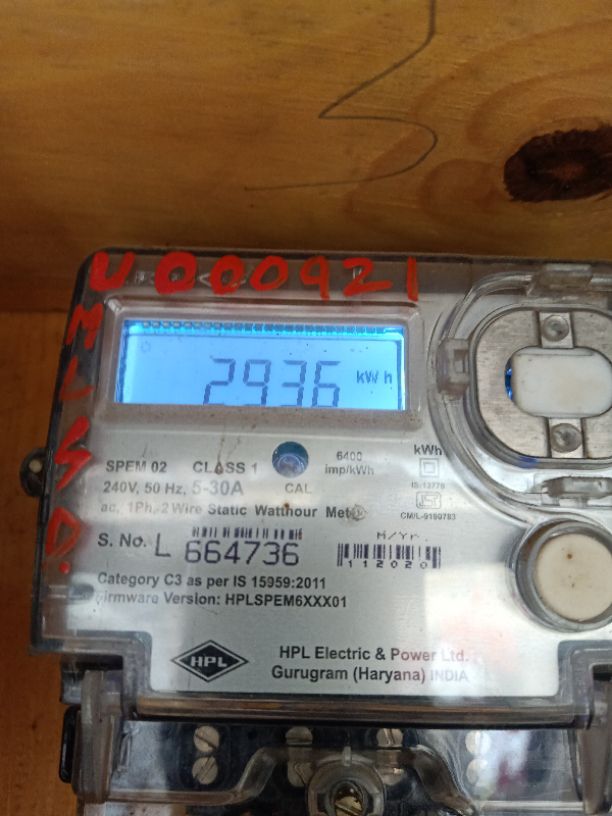 U000921
MLSD.
2936 kWh
SPEM 02 CLASS 1
6400 imp/kWh
kWh
240V, 50 Hz, 5-30A
CAL
IS:13779
ac, 1Ph, 2 Wire Static Watthour Meter
CM/L-9190783
S. No. L 664736
M/Yr.
112020
Category C3 as per IS 15959:2011
Firmware Version: HPLSPEM6XXX01
HPL
HPL Electric & Power Ltd.
Gurugram (Haryana) INDIA